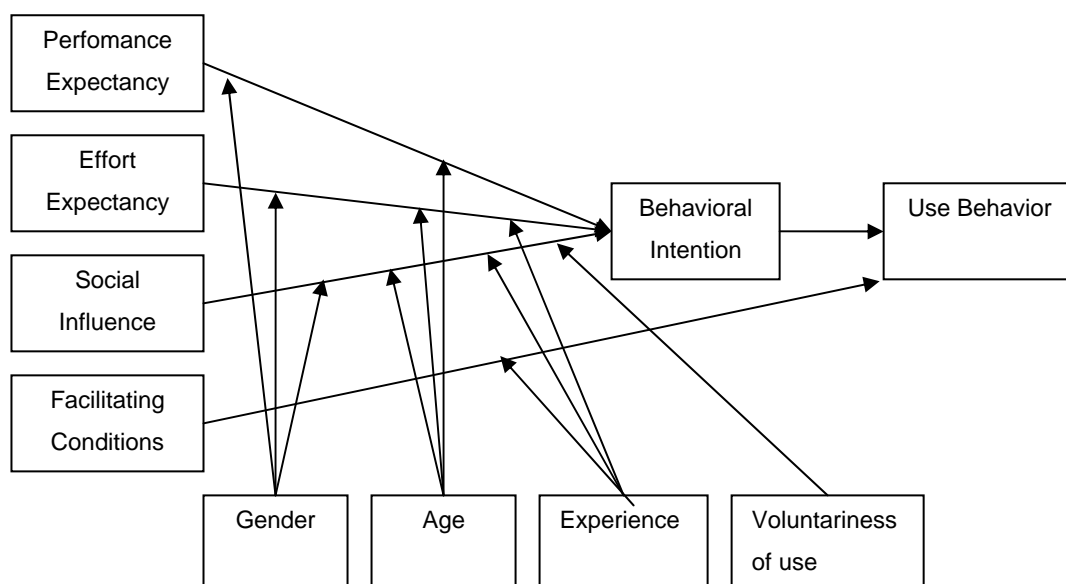 Perfomance
Expectancy
Effort
Expectancy
Behavioral
Intention
Use Behavior
Social
Influence
Facilitating
Conditions
Gender
Age
Experience
Voluntariness
of use